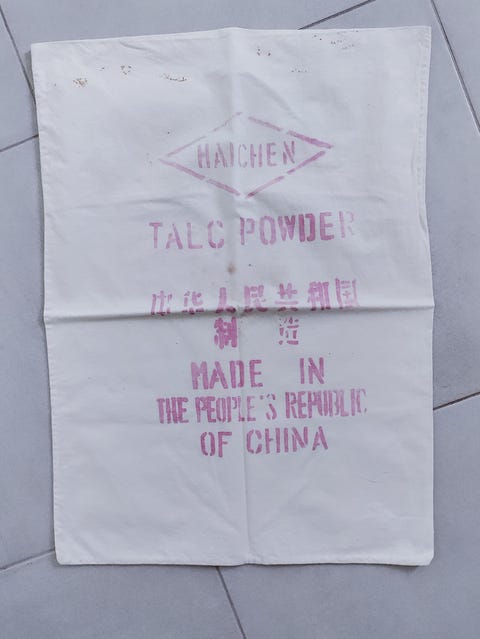 HAICHEN
TALC POWDER
中华人民共和国
制 造
MADE IN
THE PEOPLE'S REPUBLIC
OF CHINA